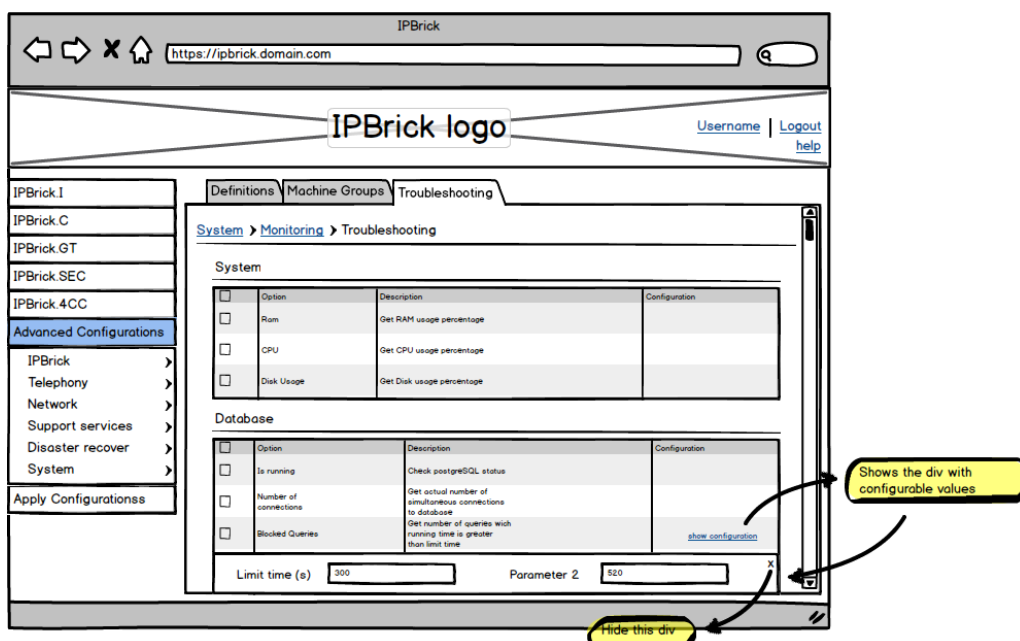 IPBrick
https://ipbrick.domain.com
IPBrick logo
Username | Logout
help
IPBrick.I
IPBrick.C
IPBrick.GT
IPBrick.SEC
IPBrick.4CC
Advanced Configurations
IPBrick
Telephony
Network
Support services
Disaster recover
System
Apply Configurationss
Definitions Machine Groups Troubleshooting
System > Monitoring > Troubleshooting
System
Option Description Configuration
Ram Get RAM usage percentage
CPU Get CPU usage percentage
Disk Usage Get Disk usage percentage
Database
Option Description Configuration
Is running Check postgreSQL status
Number of
connections
Get actual number of
simultaneous connections
to database
Blocked Queries
Get number of queries wich
running time is greater
than limit time
show configuration
Limit time (s) 300 Parameter 2 520 X
Shows the div with
configurable values
Hide this div